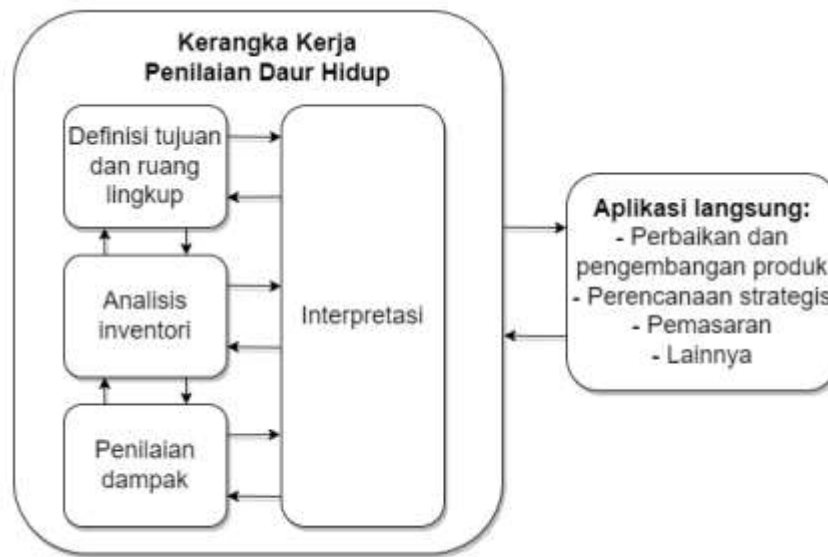 Kerangka Kerja
Penilaian Daur Hidup
Definisi tujuan
dan ruang
lingkup
Analisis
inventori
Penilaian
dampak
Interpretasi
Aplikasi langsung:
- Perbaikan dan
pengembangan produk
- Perencanaan strategis
- Pemasaran
- Lainnya